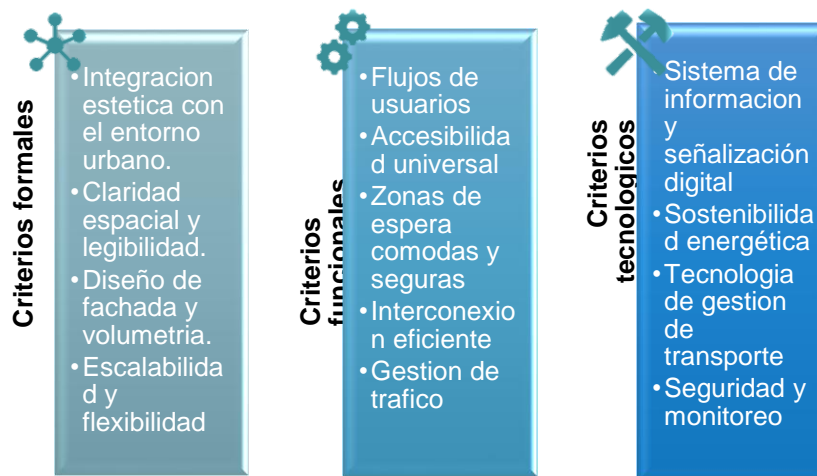 Criterios formales
•Integracion
estetica con
el entorno
urbano.
•Claridad
espacial y
legibilidad.
•Diseño de
fachada y
volumetria.
•Escalabilida
d y
flexibilidad
Criterios
funcionales
•Flujos de
usuarios
•Accesibilida
d universal
•Zonas de
espera
comodas y
seguras
•Interconexio
n eficiente
•Gestion de
trafico
Criterios
tecnologicos
•Sistema de
informacion
y
señalización
digital
•Sostenibilida
d energética
•Tecnologia
de gestion
de
transporte
•Seguridad y
monitoreo